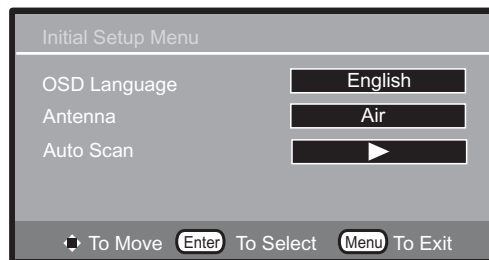 Initial Setup Menu
OSD Language English
Antenna Air
Auto Scan
To Move Enter To Select Menu To Exit